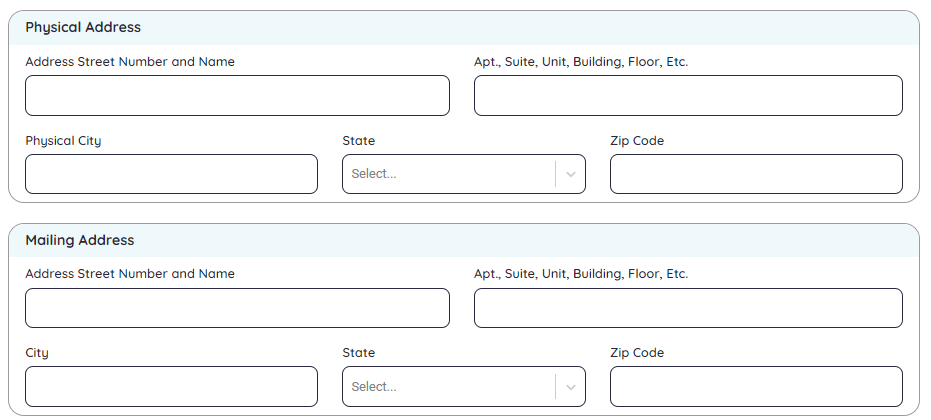 Physical Address
Address Street Number and Name
Apt., Suite, Unit, Building, Floor, Etc.
Physical City
State
Zip Code
Select...
Mailing Address
Address Street Number and Name
Apt., Suite, Unit, Building, Floor, Etc.
City
State
Zip Code
Select...